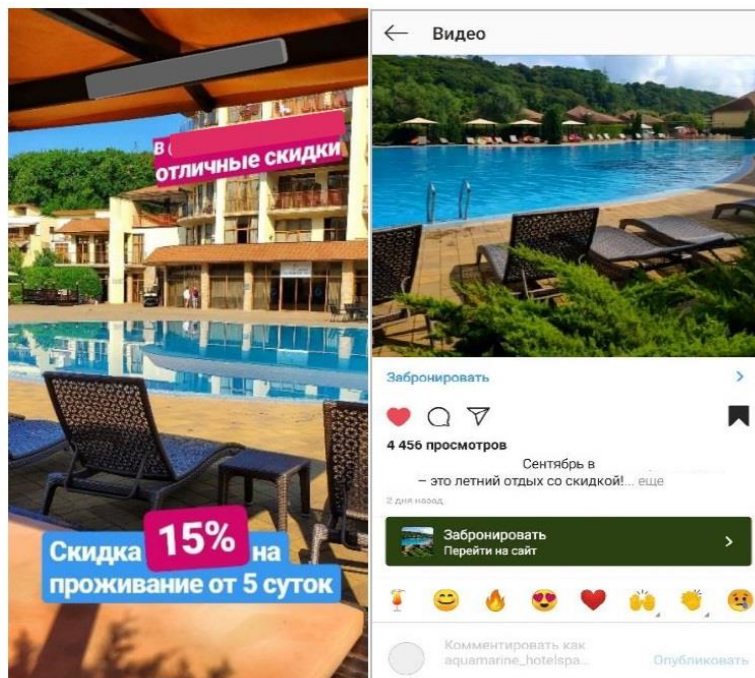 В
отличные скидки
Скидка 15% на
проживание от 5 суток
Видео
Забронировать
4 456 просмотров
Сентябрь в
– это летний отдых со скидкой!... еще
2 дня назад
Забронировать
Перейти на сайт
Комментировать как
aquamarine_hotelspa...
Опубликовать